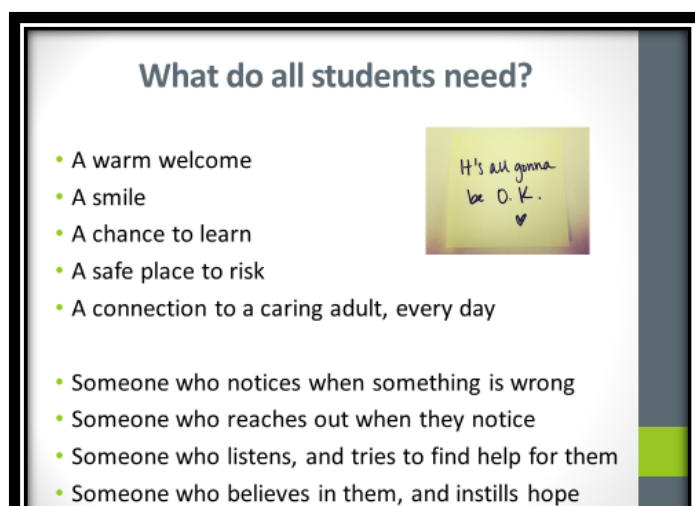 What do all students need?
• A warm welcome
• A smile
• A chance to learn
• A safe place to risk
• A connection to a caring adult, every day
It's all gonna
be O.K.
♥
• Someone who notices when something is wrong
• Someone who reaches out when they notice
• Someone who listens, and tries to find help for them
• Someone who believes in them, and instills hope